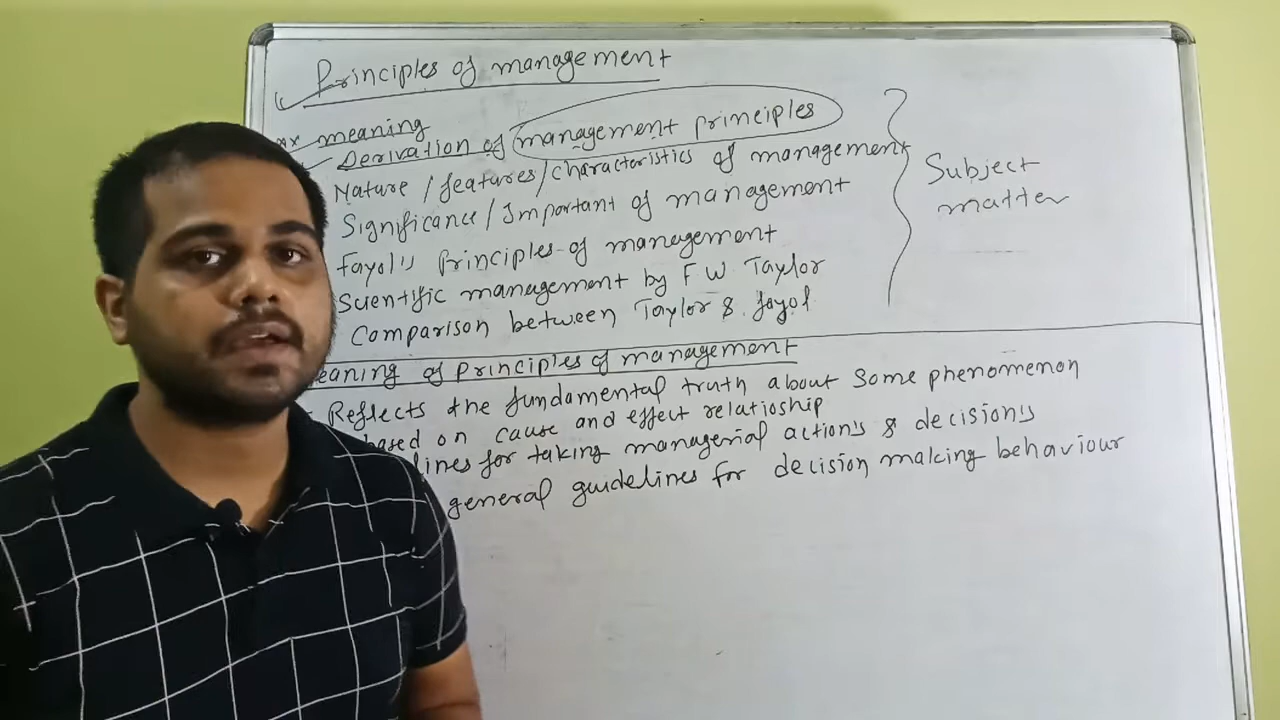 Principles of management
meaning
Derivation of management principles
Nature / features / characteristics of management
Significance / Important of management
Fayol's Principles of management
Scientific management by F W Taylor
Comparison between Taylor & fayol
Subject
matter
eaning of principles of management
Reflects the fundamental truth about some phenomenon
based on cause and effect relatioship
lines for taking managerial action's & decision's
general guidelines for decision making behaviour